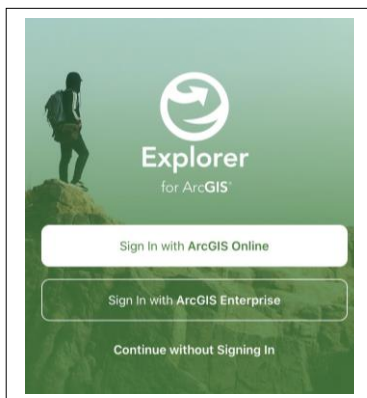 Explorer
for ArcGIS
Sign In with ArcGIS Online
Sign In with ArcGIS Enterprise
Continue without Signing In